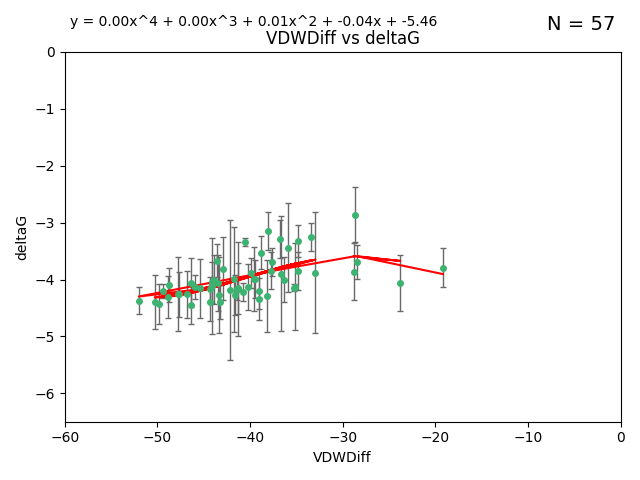 y = 0.00x^4 + 0.00x^3 + 0.01x^2 + -0.04x + -5.46
N = 57
VDWDiff vs deltaG
0
−1
−2
−3
−4
−5
−6
deltaG
−60 −50 −40 −30 −20 −10 0
VDWDiff